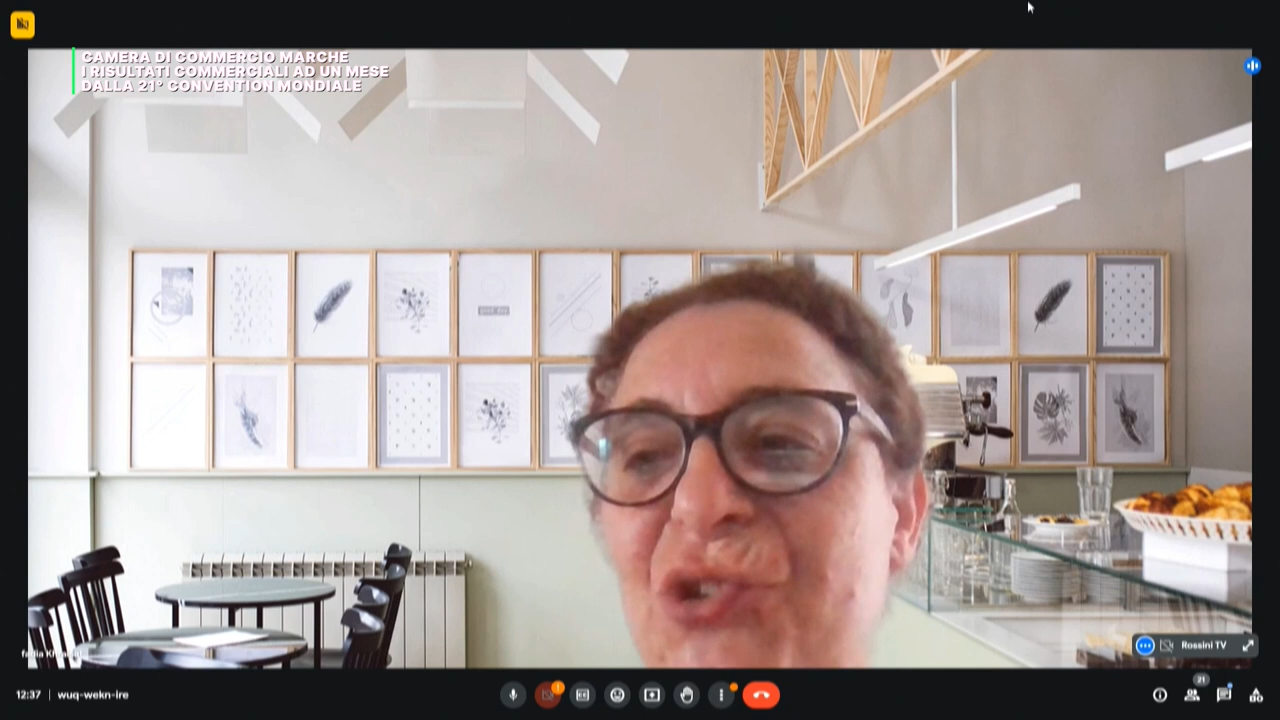 CAMERA DI COMMERCIO MARCHE
I RISULTATI COMMERCIALI AD UN MESE
DALLA 21° CONVENTION MONDIALE
Rossini TV
12:37 | wuq-wekn-ire
21